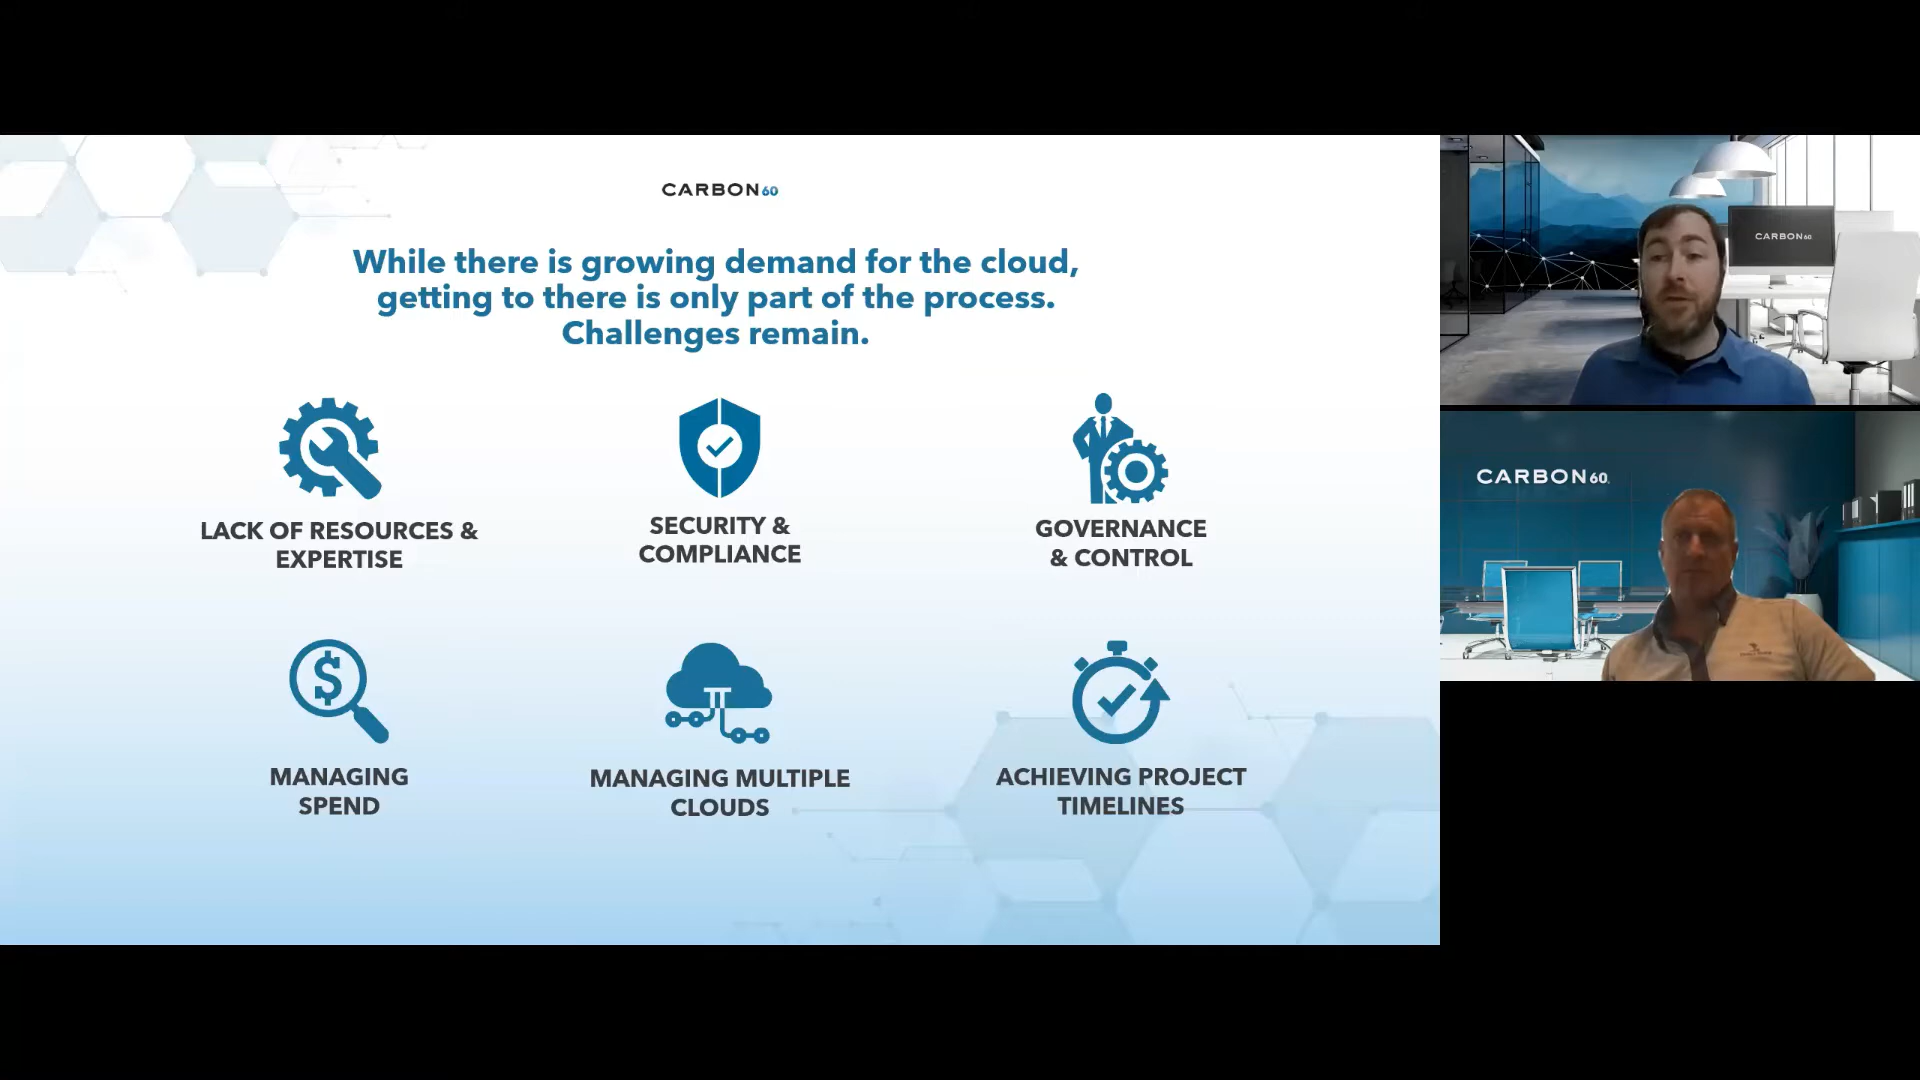 CARBON60
While there is growing demand for the cloud,
getting to there is only part of the process.
Challenges remain.
LACK OF RESOURCES &
EXPERTISE
SECURITY &
COMPLIANCE
GOVERNANCE
& CONTROL
MANAGING
SPEND
MANAGING MULTIPLE
CLOUDS
ACHIEVING PROJECT
TIMELINES
CARBON60
CARBON60